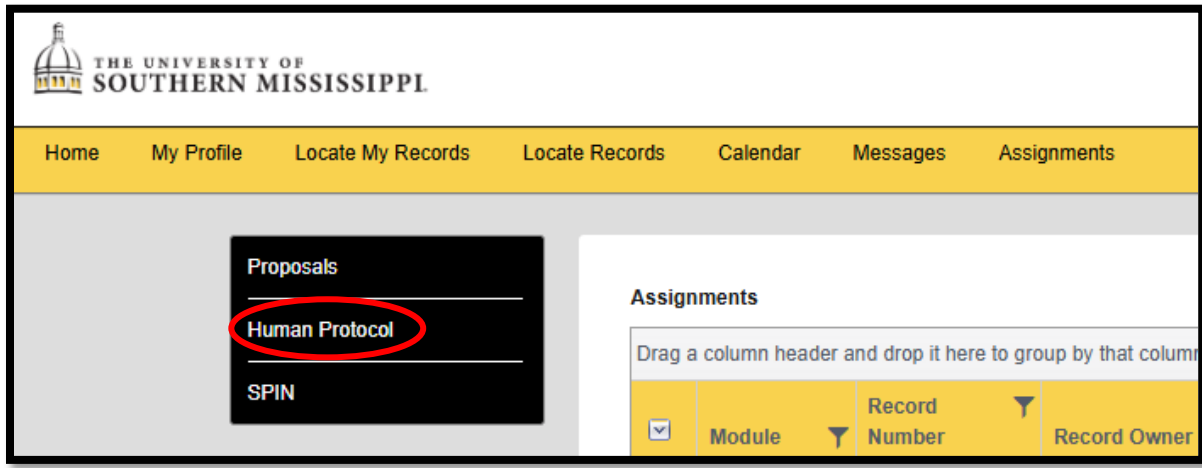 THE UNIVERSITY OF
SOUTHERN MISSISSIPPI.
Home My Profile Locate My Records Locate Records Calendar Messages Assignments
Proposals
Human Protocol
SPIN
Assignments
Drag a column header and drop it here to group by that
Module Record Number Record Owner